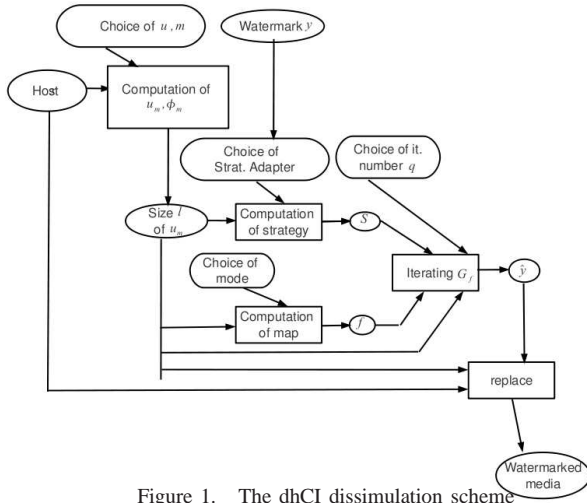 Choice of u, m
Watermark y
Host
Computation of
u_m, ϕ_m
Choice of
Strat. Adapter
Choice of it.
number q
Size l
of u_m
Computation
of strategy
S
Choice of
mode
Iterating G_f
ŷ
Computation
of map
f
replace
Watermarked
media
Figure 1. The dhCI dissimulation scheme